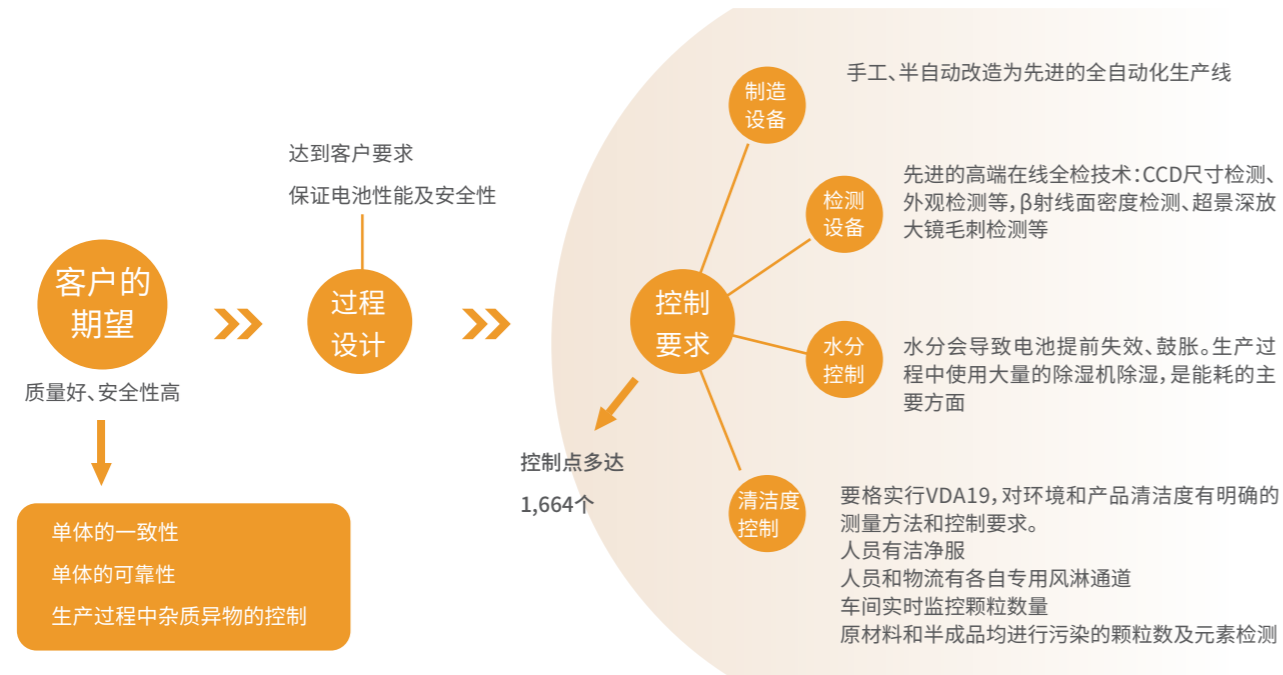 客户的
期望
质量好、安全性高
单体的一致性
单体的可靠性
生产过程中杂质异物的控制
达到客户要求
保证电池性能及安全性
过程
设计
控制
要求
控制点多达
1,664个
制造
设备
手工、半自动改造为先进的全自动化生产线
检测
设备
先进的高端在线全检技术：CCD尺寸检测、
外观检测等，β射线面密度检测、超景深放
大镜毛刺检测等
水分
控制
水分会导致电池提前失效、鼓胀。生产过
程中使用大量的除湿机除湿，是能耗的主
要方面
清洁度
控制
要格实行VDA19，对环境和产品清洁度有明确的
测量方法和控制要求。
人员有洁净服
人员和物流有各自专用风淋通道
车间实时监控颗粒数量
原材料和半成品均进行污染的颗粒数及元素检测